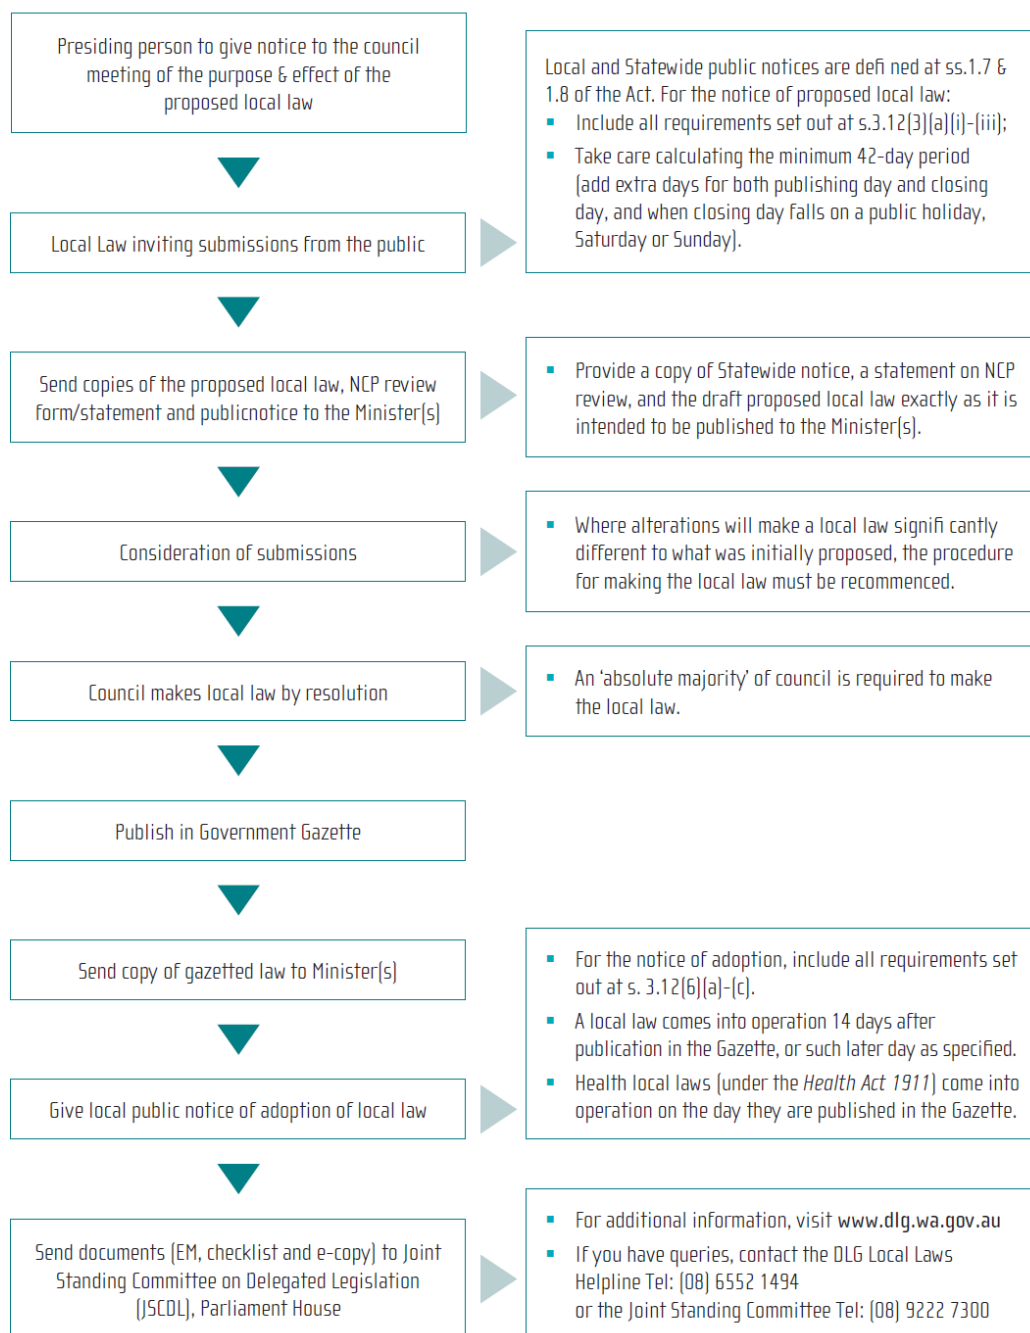 Presiding person to give notice to the council
meeting of the purpose & effect of the
proposed local law
Local and Statewide public notices are defi ned at ss.1.7 &
1.8 of the Act. For the notice of proposed local law:
▪ Include all requirements set out at s.3.12(3)(a)(i)-(iii);
▪ Take care calculating the minimum 42-day period
(add extra days for both publishing day and closing
day, and when closing day falls on a public holiday,
Saturday or Sunday).
Local Law inviting submissions from the public
Send copies of the proposed local law, NCP review
form/statement and publicnotice to the Minister(s)
▪ Provide a copy of Statewide notice, a statement on NCP
review, and the draft proposed local law exactly as it is
intended to be published to the Minister(s).
Consideration of submissions
▪ Where alterations will make a local law signifi cantly
different to what was initially proposed, the procedure
for making the local law must be recommenced.
Council makes local law by resolution
▪ An ‘absolute majority’ of council is required to make
the local law.
Publish in Government Gazette
Send copy of gazetted law to Minister(s)
▪ For the notice of adoption, include all requirements set
out at s. 3.12(6)(a)-(c).
▪ A local law comes into operation 14 days after
publication in the Gazette, or such later day as specified.
▪ Health local laws (under the Health Act 1911) come into
operation on the day they are published in the Gazette.
Give local public notice of adoption of local law
Send documents (EM, checklist and e-copy) to Joint
Standing Committee on Delegated Legislation
(JSCDL), Parliament House
▪ For additional information, visit www.dlg.wa.gov.au
▪ If you have queries, contact the DLG Local Laws
Helpline Tel: (08) 6552 1494
or the Joint Standing Committee Tel: (08) 9222 7300